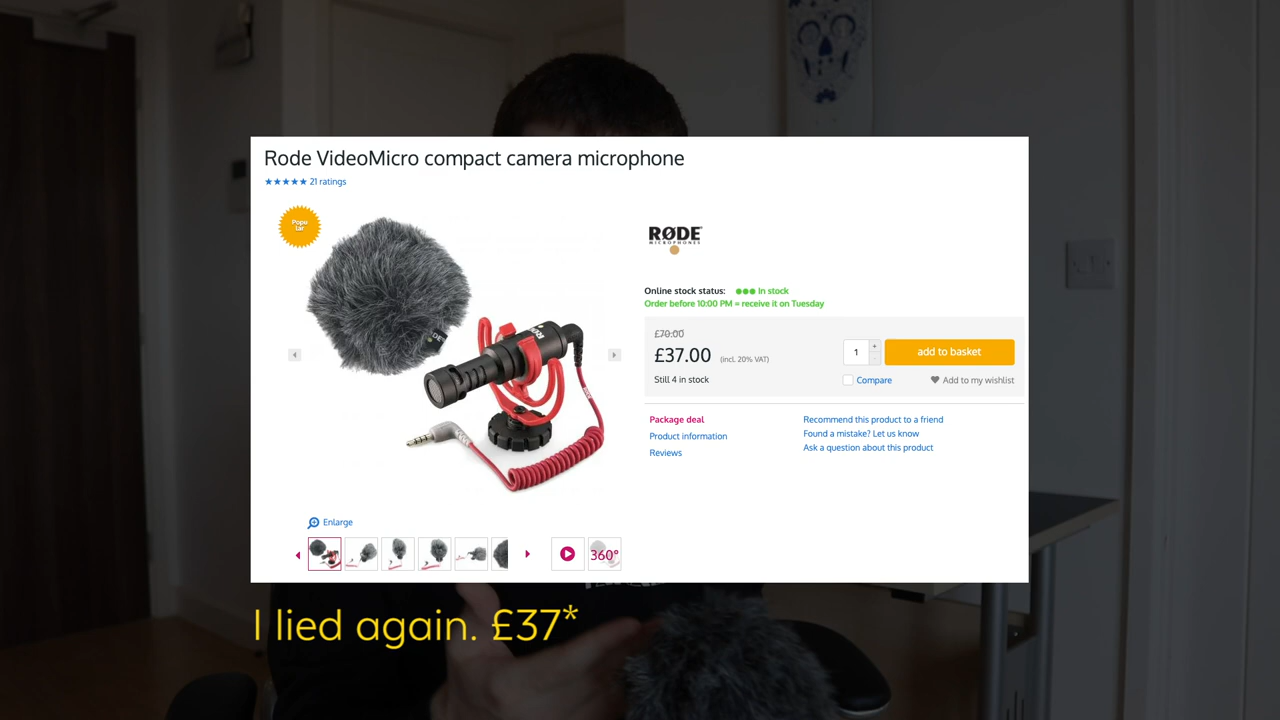 Rode VideoMicro compact camera microphone
★★★★★ 21 ratings
Popu
lar
RØDE
MICROPHONES
Online stock status: In stock
Order before 10:00 PM = receive it on Tuesday
£70.00
£37.00 (incl. 20% VAT)
1
+
-
add to basket
Still 4 in stock
Compare
Add to my wishlist
Package deal
Recommend this product to a friend
Product information
Found a mistake? Let us know
Reviews
Ask a question about this product
Enlarge
360°
I lied again. £37*